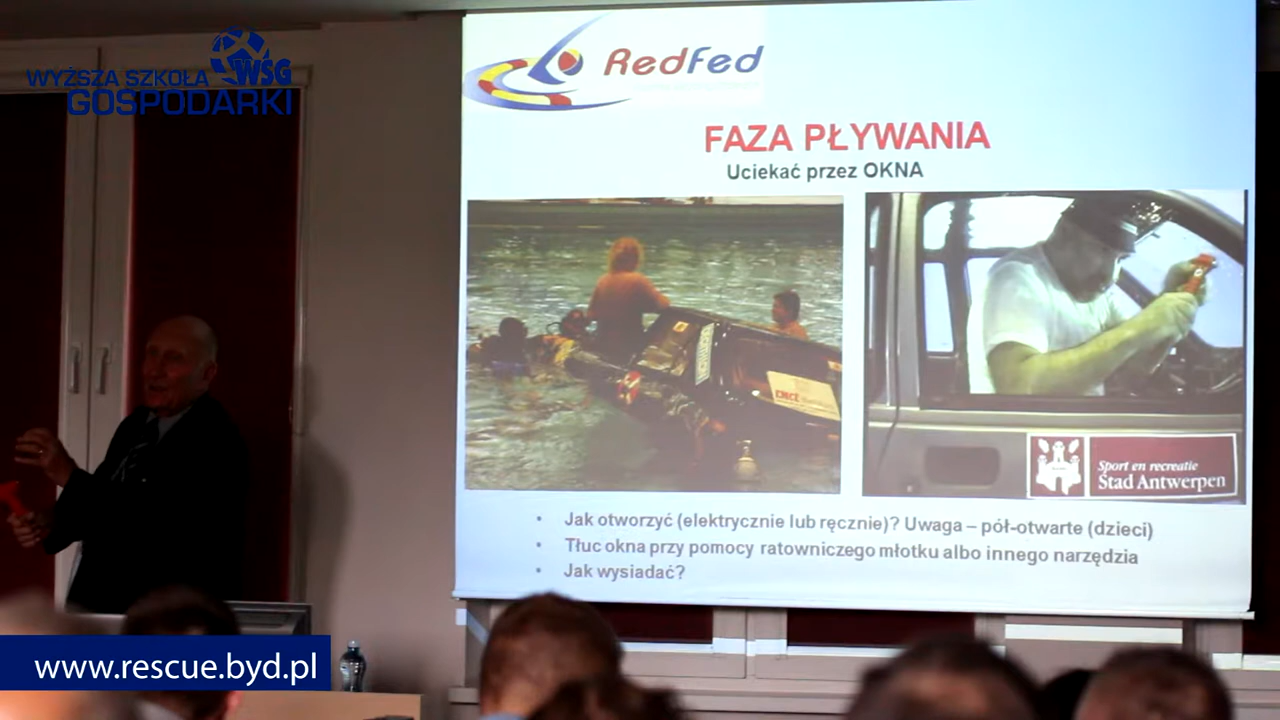 WYŻSZA SZKOŁA WSG
GOSPODARKI
RedFed
FAZA PŁYWANIA
Uciekać przez OKNA
Sport en recreatie
Stad Antwerpen
• Jak otworzyć (elektrycznie lub ręcznie)? Uwaga – pół-otwarte (dzieci)
• Tłuc okna przy pomocy ratowniczego młotku albo innego narzędzia
• Jak wysiadać?
www.rescue.byd.pl